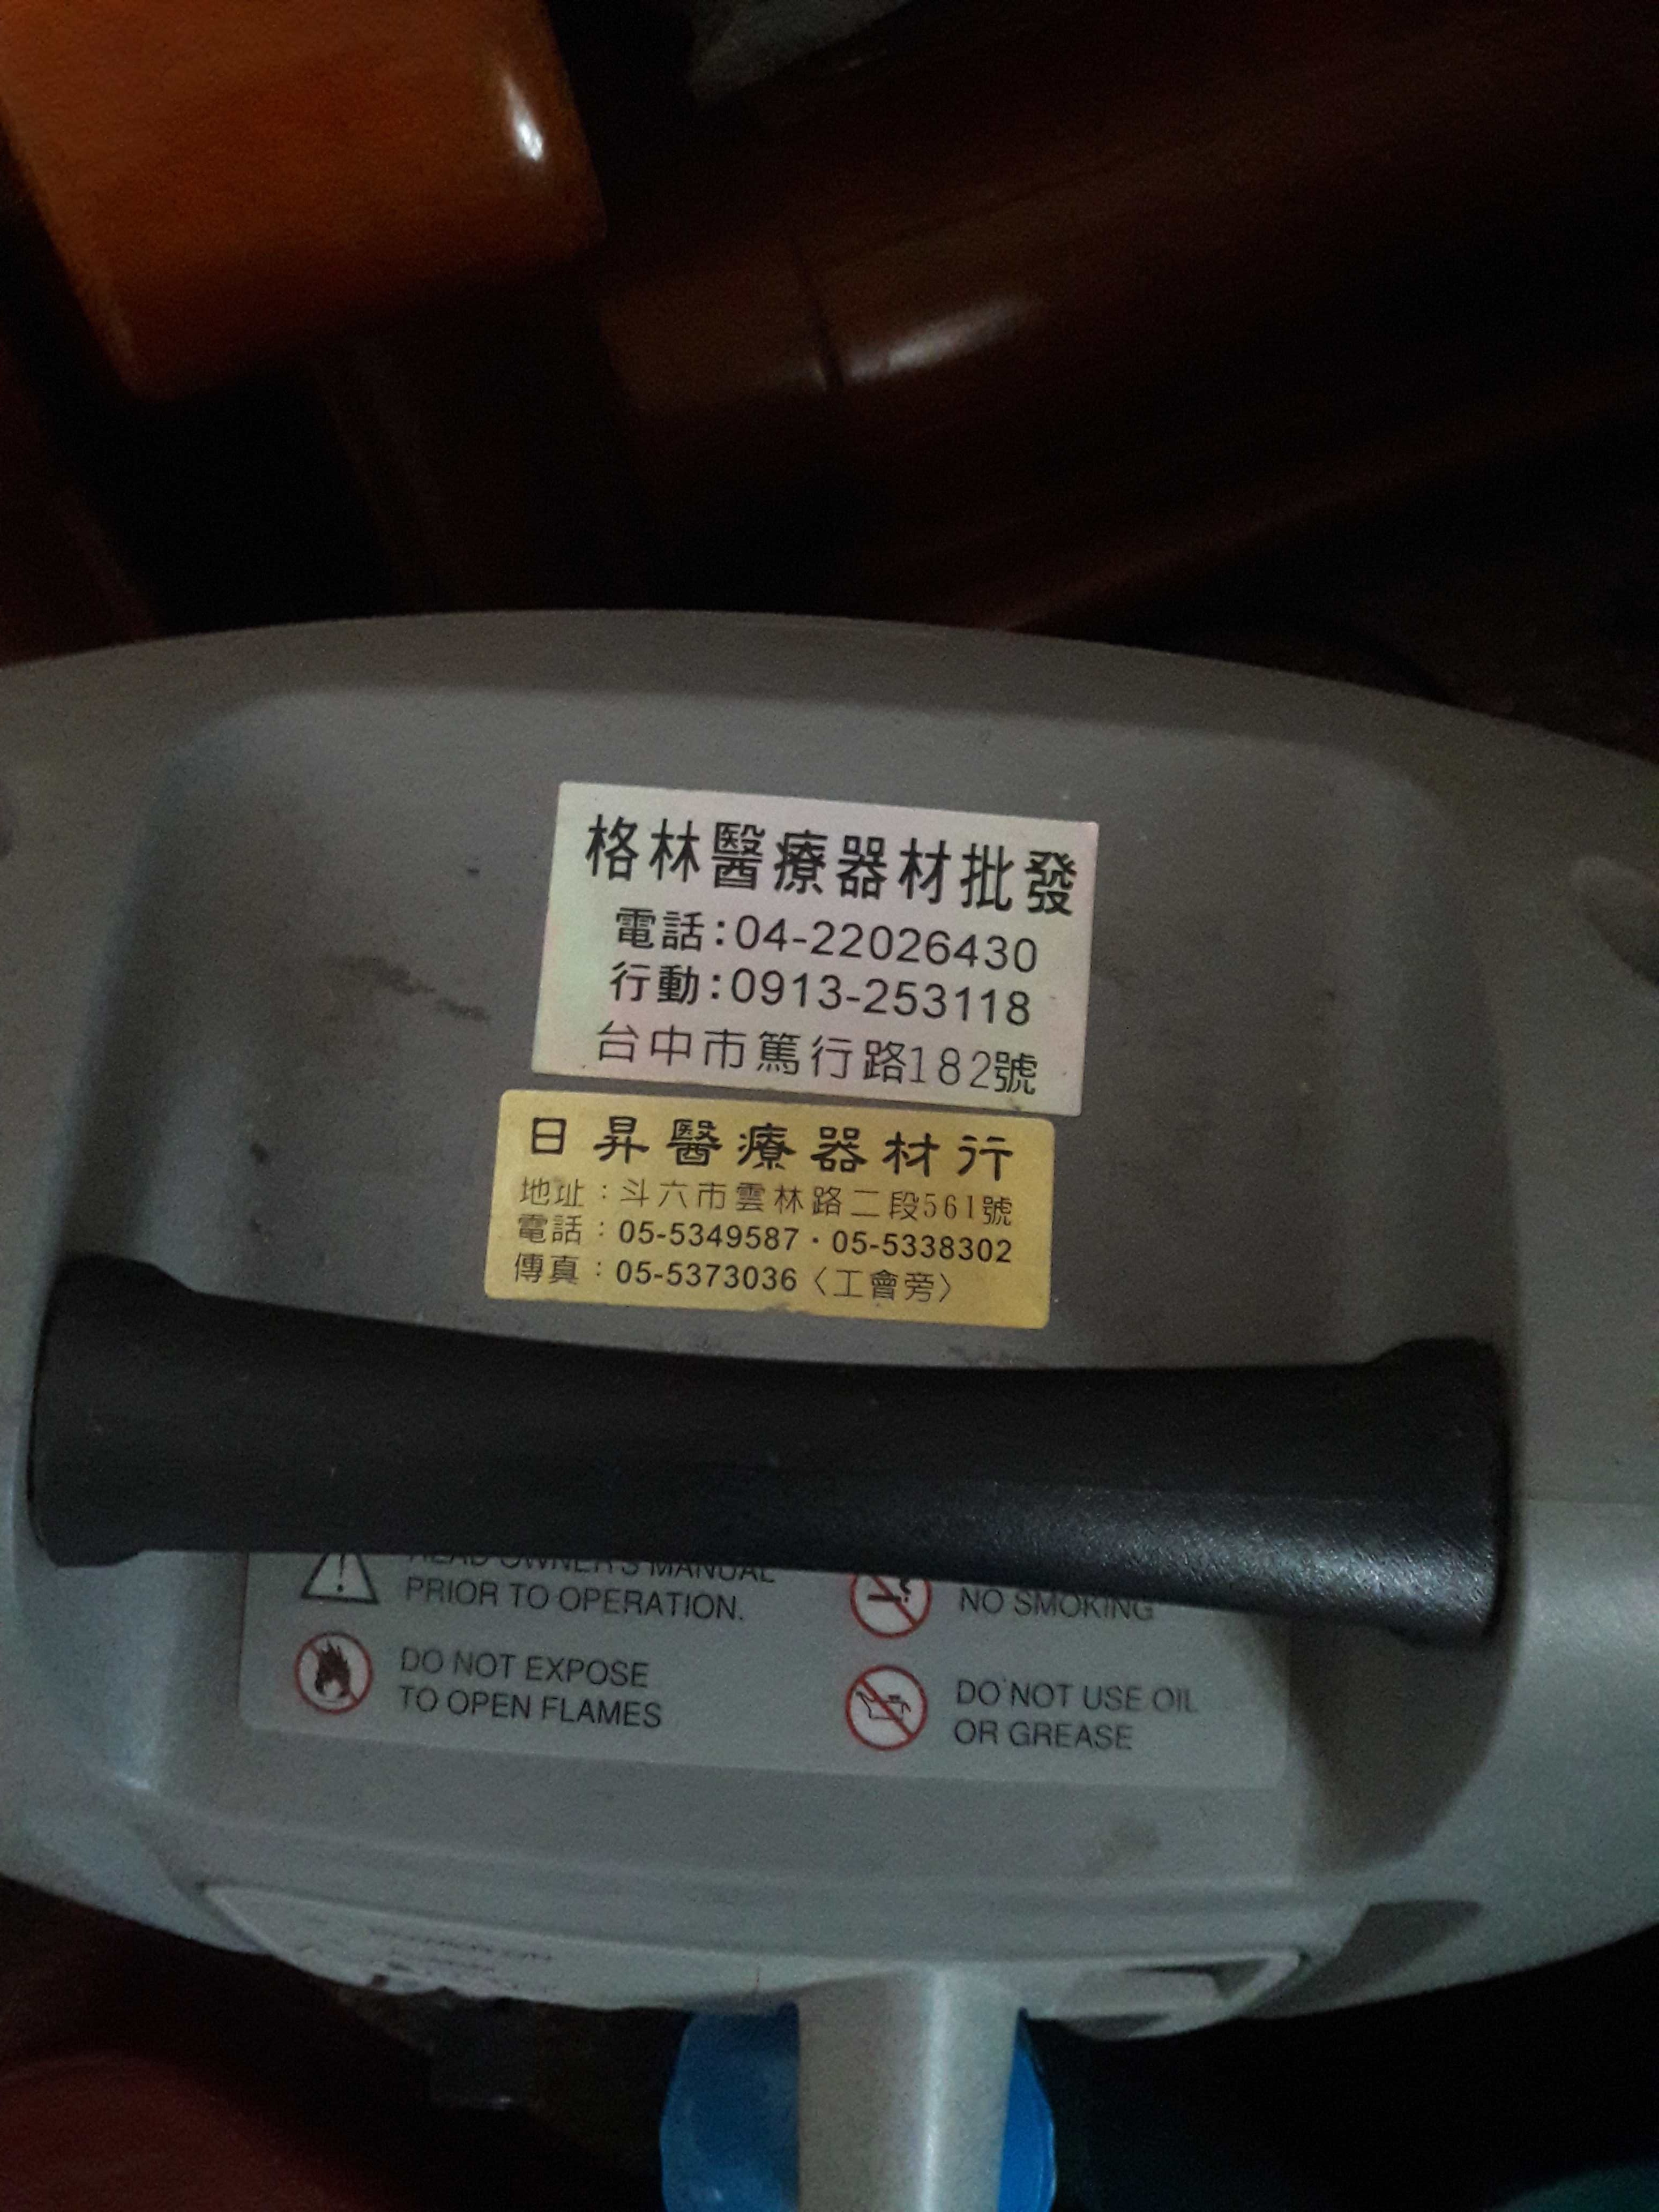 格林醫療器材批發
電話:04-22026430
行動:0913-253118
台中市篤行路182號
日昇醫療器材行
地址：斗六市雲林路二段561號
電話：05-5349587・05-5338302
傳真：05-5373036〈工會旁〉
READ OWNER'S MANUAL
PRIOR TO OPERATION.
NO SMOKING
DO NOT EXPOSE
TO OPEN FLAMES
DO NOT USE OIL
OR GREASE